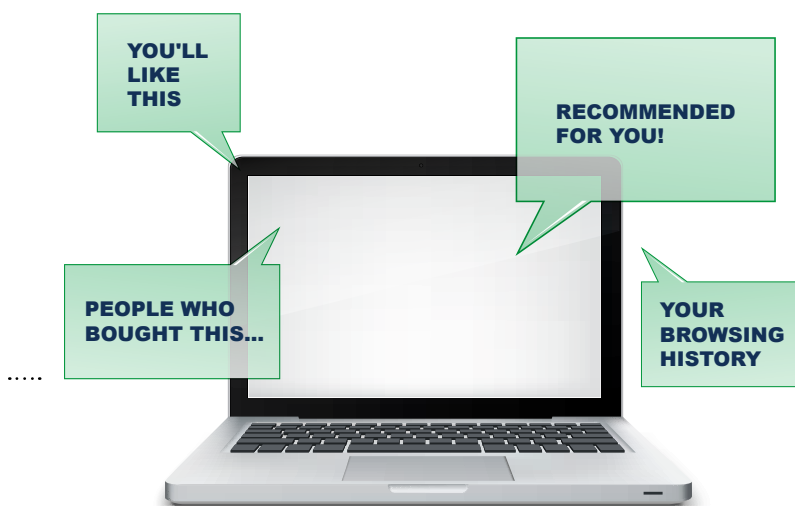 YOU'LL
LIKE
THIS
RECOMMENDED
FOR YOU!
PEOPLE WHO
BOUGHT THIS...
YOUR
BROWSING
HISTORY
.....